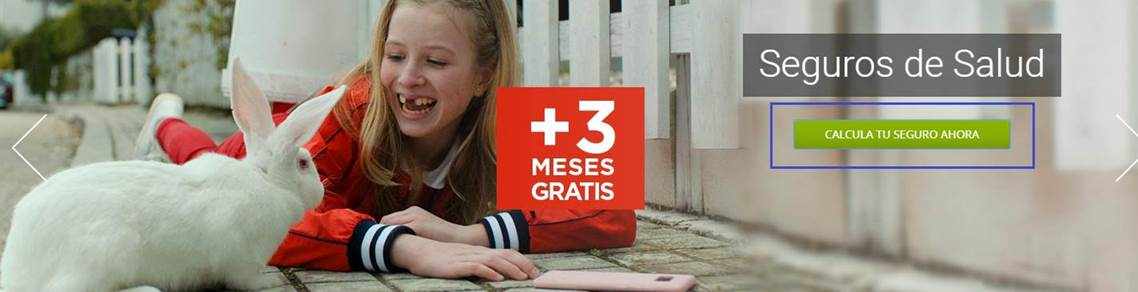 Seguros de Salud
CALCULA TU SEGURO AHORA
+3
MESES
GRATIS